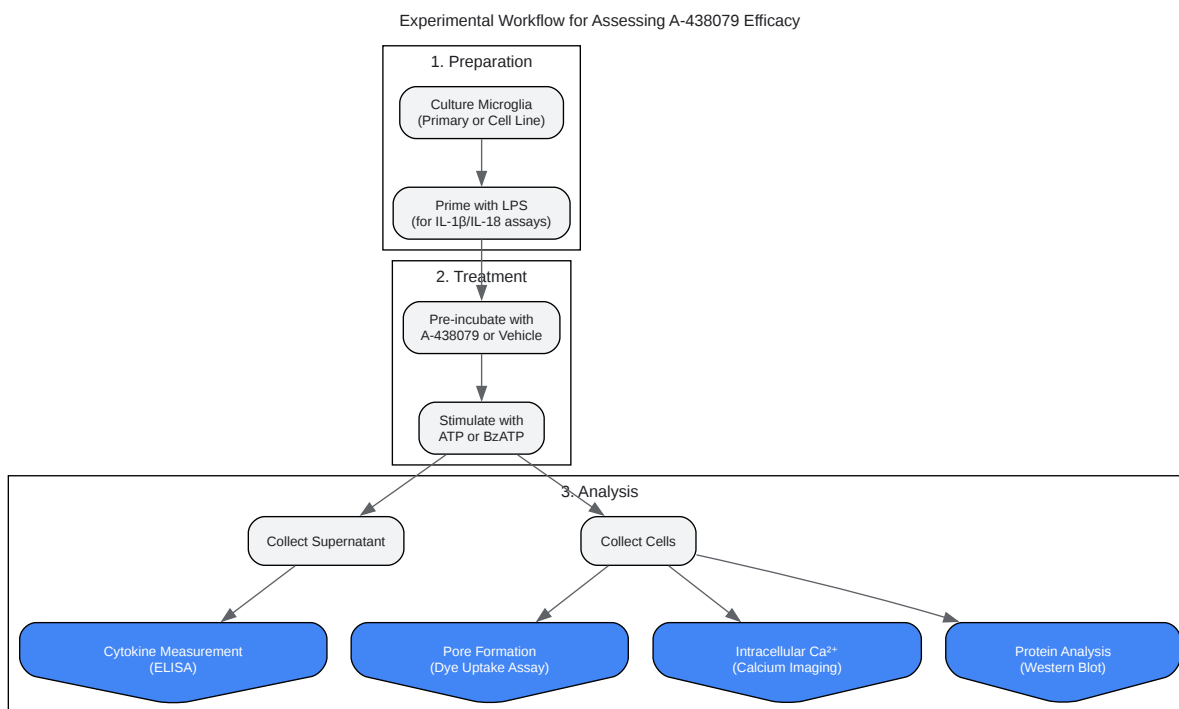 Experimental Workflow for Assessing A-438079 Efficacy
1. Preparation
Culture Microglia
(Primary or Cell Line)
Prime with LPS
(for IL-1β/IL-18 assays)
2. Treatment
Pre-incubate with
A-438079 or Vehicle
Stimulate with
ATP or BzATP
3. Analysis
Collect Supernatant
Collect Cells
Cytokine Measurement
(ELISA)
Pore Formation
(Dye Uptake Assay)
Intracellular Ca²⁺
(Calcium Imaging)
Protein Analysis
(Western Blot)